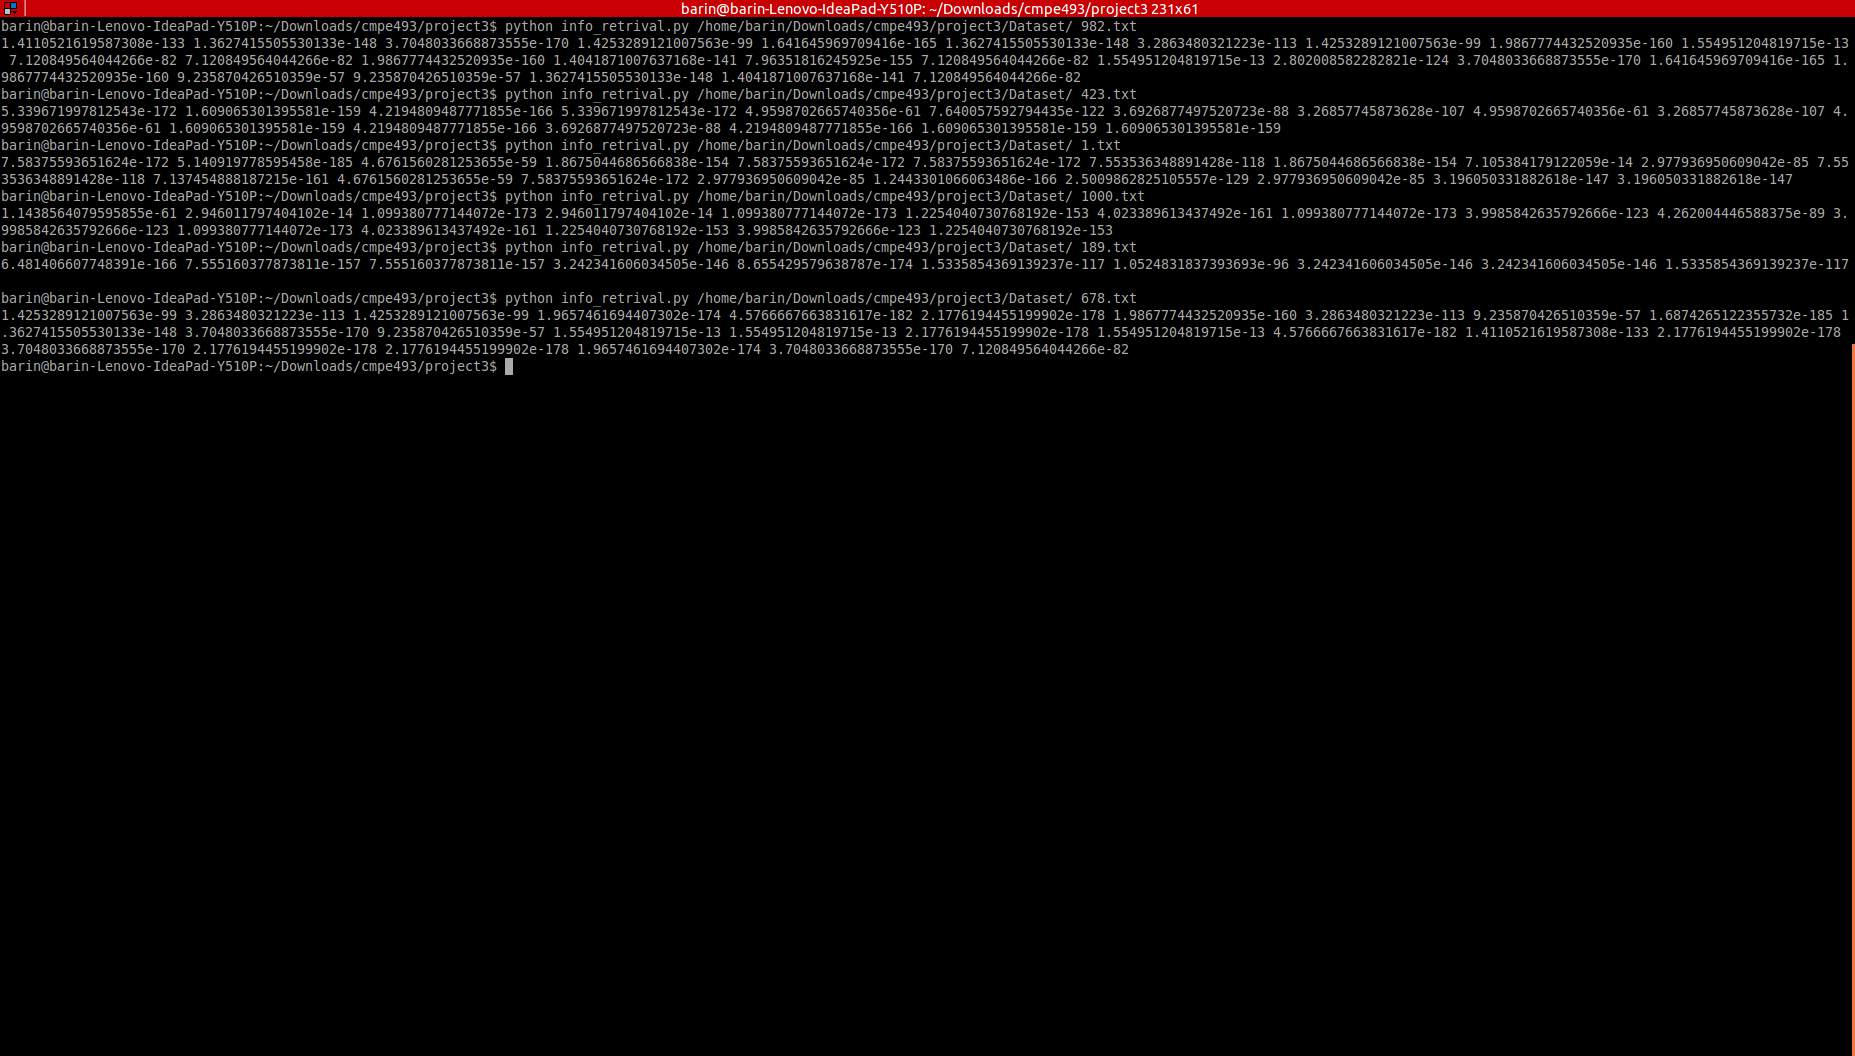 barin@barin-Lenovo-IdeaPad-Y510P: ~/Downloads/cmpe493/project3 231x61
barin@barin-Lenovo-IdeaPad-Y510P:~/Downloads/cmpe493/project3$ python info_retrival.py /home/barin/Downloads/cmpe493/project3/Dataset/ 982.txt
1.4110521619587308e-133 1.3627415505530133e-148 3.7048033668873555e-170 1.4253289121007563e-99 1.641645969709416e-165 1.3627415505530133e-148 3.2863480321223e-113 1.4253289121007563e-99 1.9867774432520935e-160 1.554951204819715e-13
7.120849564044266e-82 7.120849564044266e-82 1.9867774432520935e-160 1.4041871007637168e-141 7.96351816245925e-155 7.120849564044266e-82 1.554951204819715e-13 2.802008582282821e-124 3.7048033668873555e-170 1.641645969709416e-165 1.
9867774432520935e-160 9.235870426510359e-57 9.235870426510359e-57 1.3627415505530133e-148 1.4041871007637168e-141 7.120849564044266e-82
barin@barin-Lenovo-IdeaPad-Y510P:~/Downloads/cmpe493/project3$ python info_retrival.py /home/barin/Downloads/cmpe493/project3/Dataset/ 423.txt
5.339671997812543e-172 1.609065301395581e-159 4.2194809487771855e-166 5.339671997812543e-172 4.9598702665740356e-61 7.640057592794435e-122 3.6926877497520723e-88 3.26857745873628e-107 4.9598702665740356e-61 3.26857745873628e-107 4.
9598702665740356e-61 1.609065301395581e-159 4.2194809487771855e-166 3.6926877497520723e-88 4.2194809487771855e-166 1.609065301395581e-159 1.609065301395581e-159
barin@barin-Lenovo-IdeaPad-Y510P:~/Downloads/cmpe493/project3$ python info_retrival.py /home/barin/Downloads/cmpe493/project3/Dataset/ 1.txt
7.58375593651624e-172 5.140919778595458e-185 4.6761560281253655e-59 1.8675044686566838e-154 7.58375593651624e-172 7.58375593651624e-172 7.553536348891428e-118 1.8675044686566838e-154 7.105384179122059e-14 2.977936950609042e-85 7.55
3536348891428e-118 7.137454888187215e-161 4.6761560281253655e-59 7.58375593651624e-172 2.977936950609042e-85 1.2443301066063486e-166 2.5009862825105557e-129 2.977936950609042e-85 3.196050331882618e-147 3.196050331882618e-147
barin@barin-Lenovo-IdeaPad-Y510P:~/Downloads/cmpe493/project3$ python info_retrival.py /home/barin/Downloads/cmpe493/project3/Dataset/ 1000.txt
1.1438564079595855e-61 2.946011797404102e-14 1.099380777144072e-173 2.946011797404102e-14 1.099380777144072e-173 1.2254040730768192e-153 4.023389613437492e-161 1.099380777144072e-173 3.9985842635792666e-123 4.262004446588375e-89 3.
9985842635792666e-123 1.099380777144072e-173 4.023389613437492e-161 1.2254040730768192e-153 3.9985842635792666e-123 1.2254040730768192e-153
barin@barin-Lenovo-IdeaPad-Y510P:~/Downloads/cmpe493/project3$ python info_retrival.py /home/barin/Downloads/cmpe493/project3/Dataset/ 189.txt
6.481406607748391e-166 7.555160377873811e-157 7.555160377873811e-157 3.242341606034505e-146 8.655429579638787e-174 1.5335854369139237e-117 1.0524831837393693e-96 3.242341606034505e-146 3.242341606034505e-146 1.5335854369139237e-117
barin@barin-Lenovo-IdeaPad-Y510P:~/Downloads/cmpe493/project3$ python info_retrival.py /home/barin/Downloads/cmpe493/project3/Dataset/ 678.txt
1.4253289121007563e-99 3.2863480321223e-113 1.4253289121007563e-99 1.9657461694407302e-174 4.5766667663831617e-182 2.1776194455199902e-178 1.9867774432520935e-160 3.2863480321223e-113 9.235870426510359e-57 1.6874265122355732e-185 1
.3627415505530133e-148 3.7048033668873555e-170 9.235870426510359e-57 1.554951204819715e-13 1.554951204819715e-13 2.1776194455199902e-178 1.554951204819715e-13 4.5766667663831617e-182 1.4110521619587308e-133 2.1776194455199902e-178
3.7048033668873555e-170 2.1776194455199902e-178 2.1776194455199902e-178 1.9657461694407302e-174 3.7048033668873555e-170 7.120849564044266e-82
barin@barin-Lenovo-IdeaPad-Y510P:~/Downloads/cmpe493/project3$